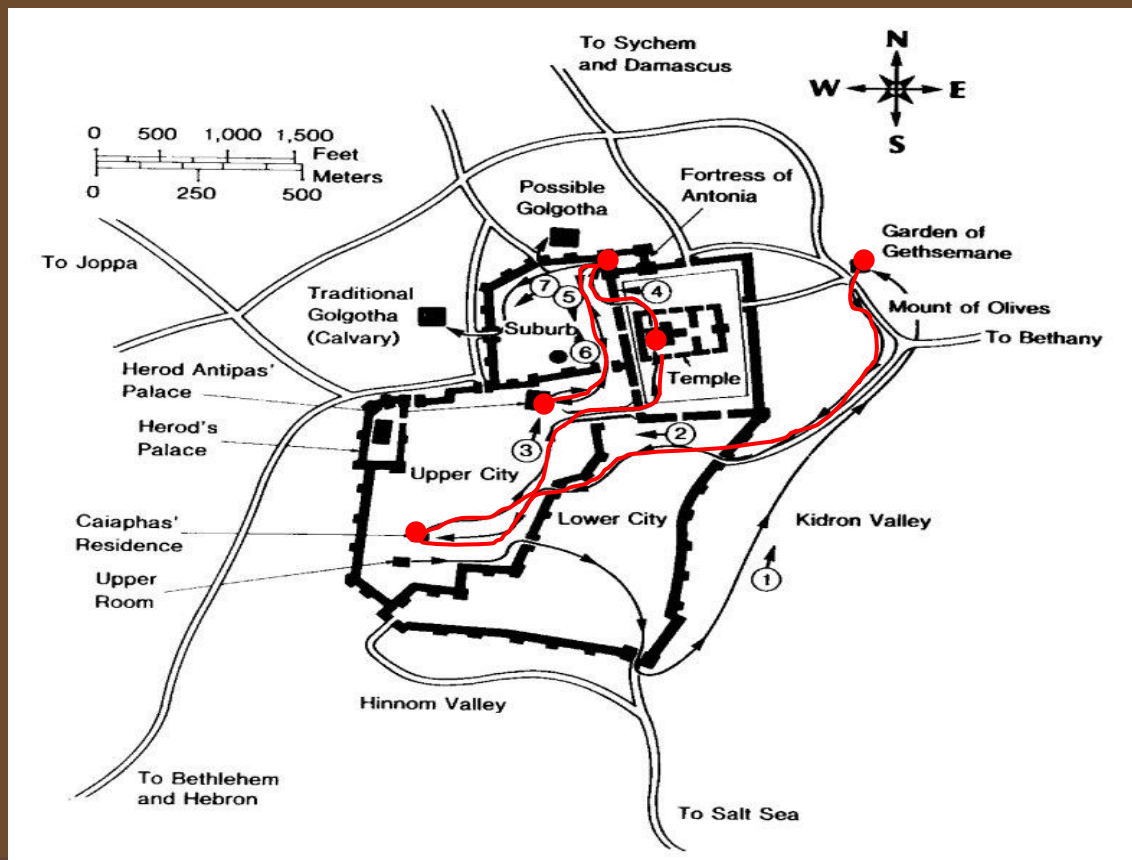 To Sychem
and Damascus
N
W
E
S
0 500 1,000 1,500
Feet
Meters
0 250 500
Possible
Golgotha
Fortress of
Antonia
Garden of
Gethsemane
To Joppa
Traditional
Golgotha
(Calvary)
7
5
4
Mount of Olives
To Bethany
Suburb
6
Herod Antipas'
Palace
Temple
Herod's
Palace
3
2
Upper City
Caiaphas'
Residence
Lower City
Kidron Valley
Upper
Room
1
Hinnom Valley
To Bethlehem
and Hebron
To Salt Sea